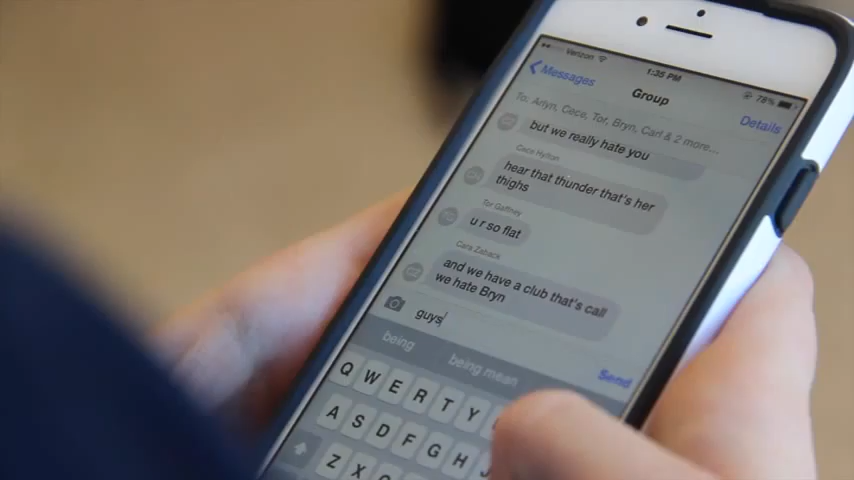 Verizon 1:35 PM 78%
Messages Group Details
To: Arlyn, Cece, Tor, Bryn, Carl & 2 more...
but we really hate you
Cece Hylton
hear that thunder that's her
thighs
Tor Gaffney
u r so flat
Cara Zaback
and we have a club that's call
we hate Bryn
guys
Send
being being mean
Q W E R T Y
A S D F G H
Z X C